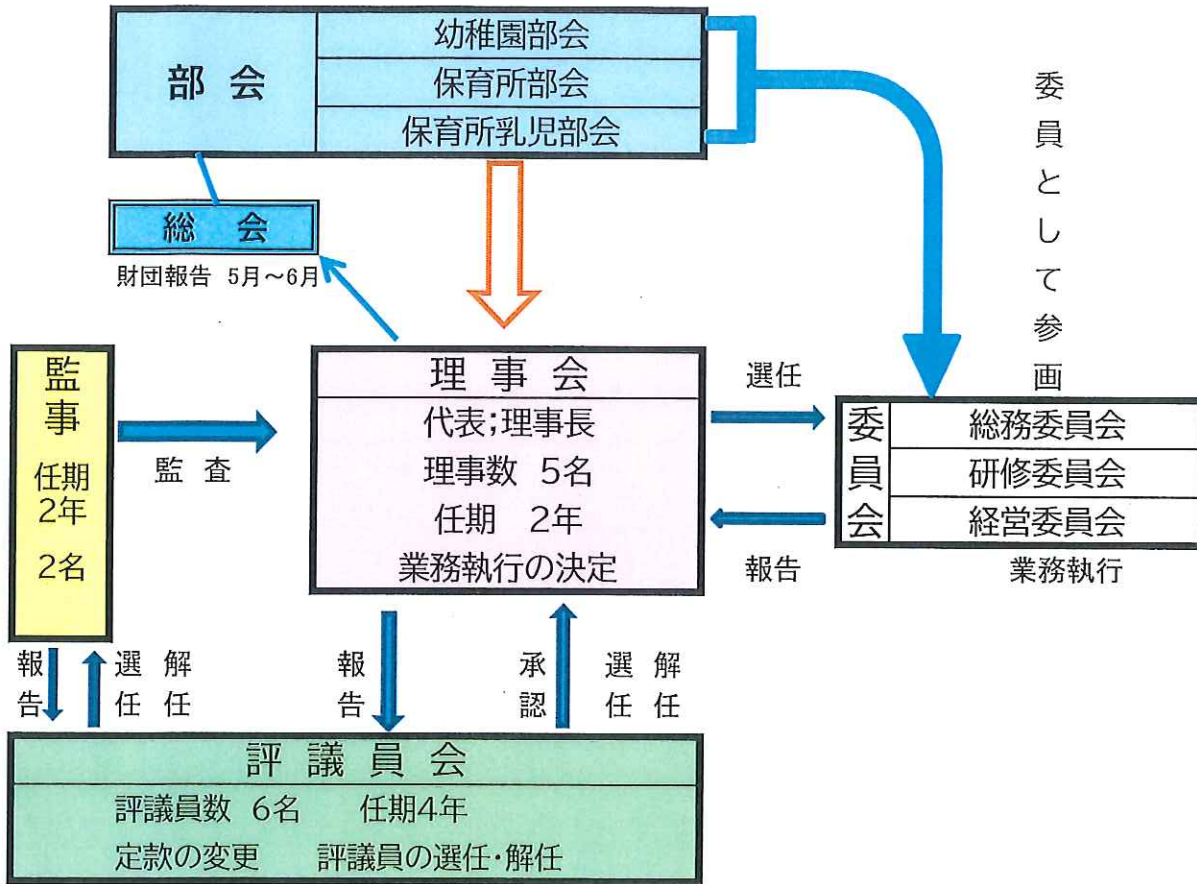 部会
幼稚園部会
保育所部会
保育所乳児部会
総会
財団報告 5月～6月
委員として参画
監事
任期
2年
2名
監査
理事会
代表;理事長
理事数 5名
任期 2年
業務執行の決定
選任
報告
委員会
総務委員会
研修委員会
経営委員会
業務執行
報告
選任
解任
報告
承認
選任
解任
評議員会
評議員数 6名 任期4年
定款の変更 評議員の選任・解任